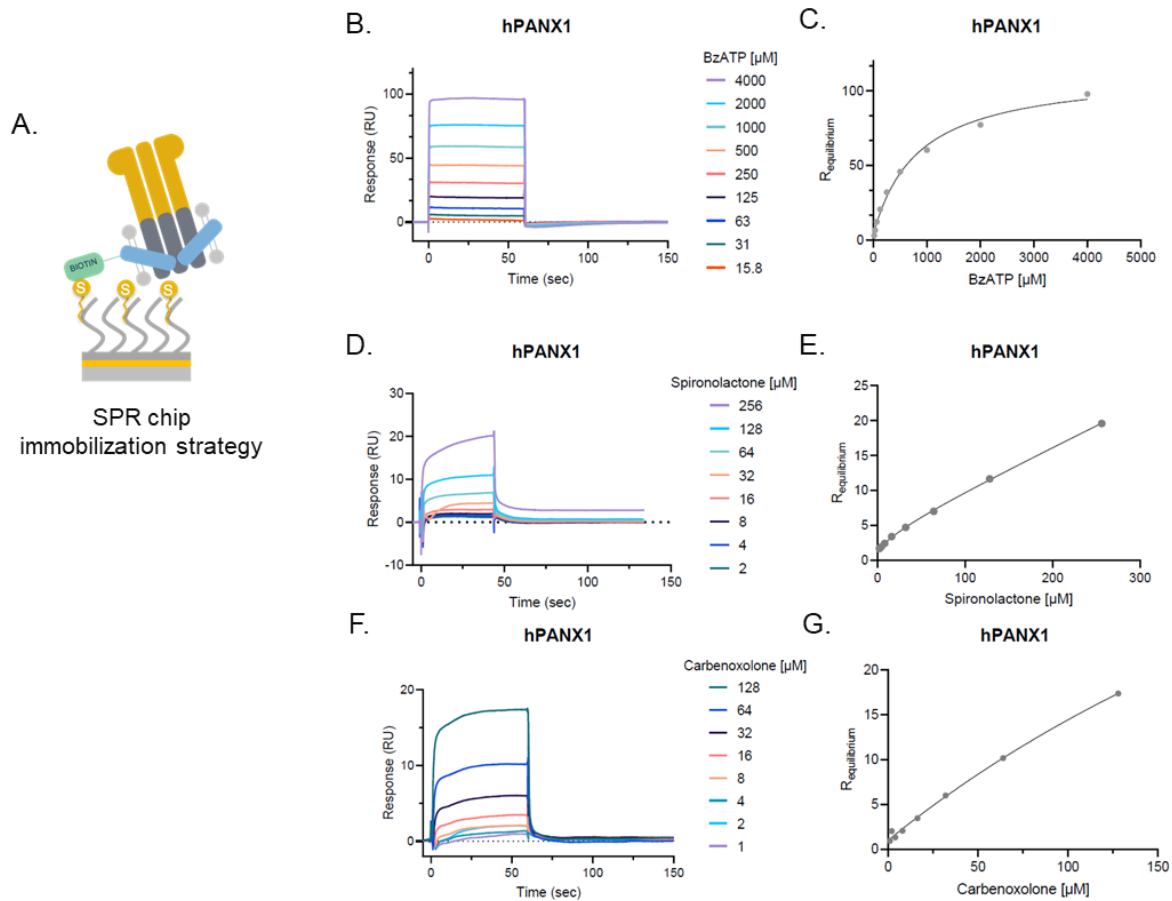 A.
BIOTIN
S
S
S
SPR chip
immobilization strategy
B.
hPANX1
Response (RU)
100
50
0
0
50
100
150
Time (sec)
BzATP [µM]
4000
2000
1000
500
250
125
63
31
15.8
C.
hPANX1
Requilibrium
100
50
0
0
1000
2000
3000
4000
5000
BzATP [µM]
D.
hPANX1
Response (RU)
30
20
10
0
-10
0
50
100
150
Time (sec)
Spironolactone [µM]
256
128
64
32
16
8
4
2
E.
hPANX1
Requilibrium
25
20
15
10
5
0
0
100
200
300
Spironolactone [µM]
F.
hPANX1
Response (RU)
20
10
0
0
50
100
150
Time (sec)
Carbenoxolone [µM]
128
64
32
16
8
4
2
1
G.
hPANX1
Requilibrium
20
15
10
5
0
0
50
100
150
Carbenoxolone [µM]